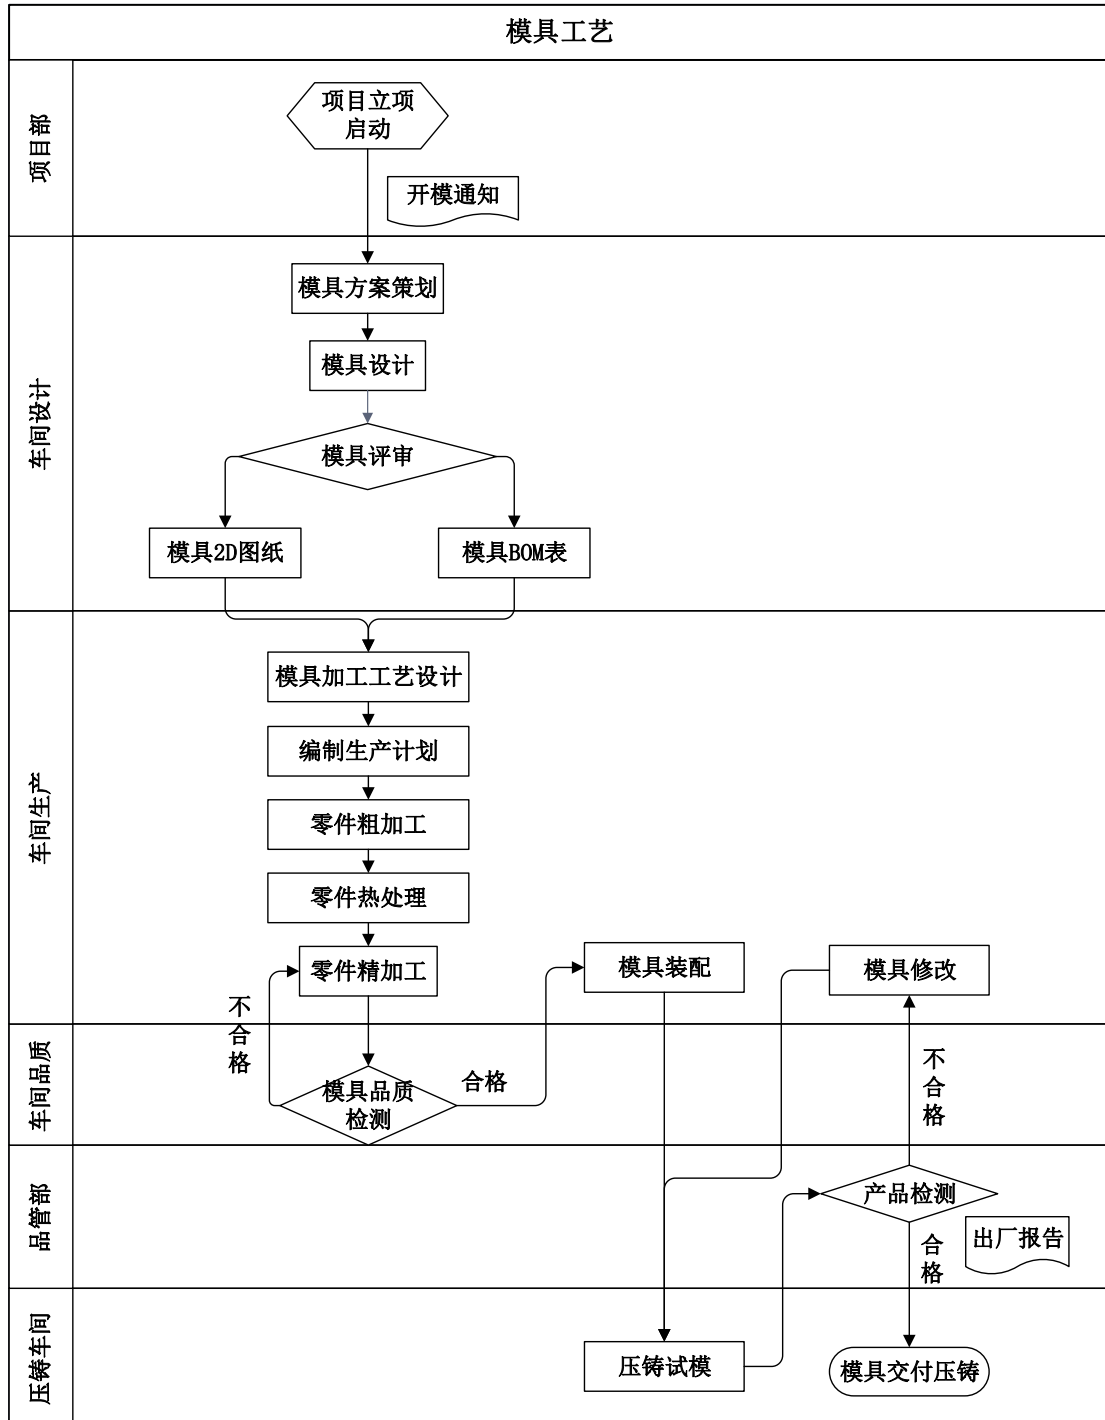 模具工艺
项目部
项目立项
启动
开模通知
车间设计
模具方案策划
模具设计
模具评审
模具2D图纸
模具BOM表
车间生产
模具加工工艺设计
编制生产计划
零件粗加工
零件热处理
零件精加工
模具装配
模具修改
不合格
车间品质
模具品质
检测
合格
不合格
品管部
产品检测
合格
出厂报告
压铸车间
压铸试模
模具交付压铸